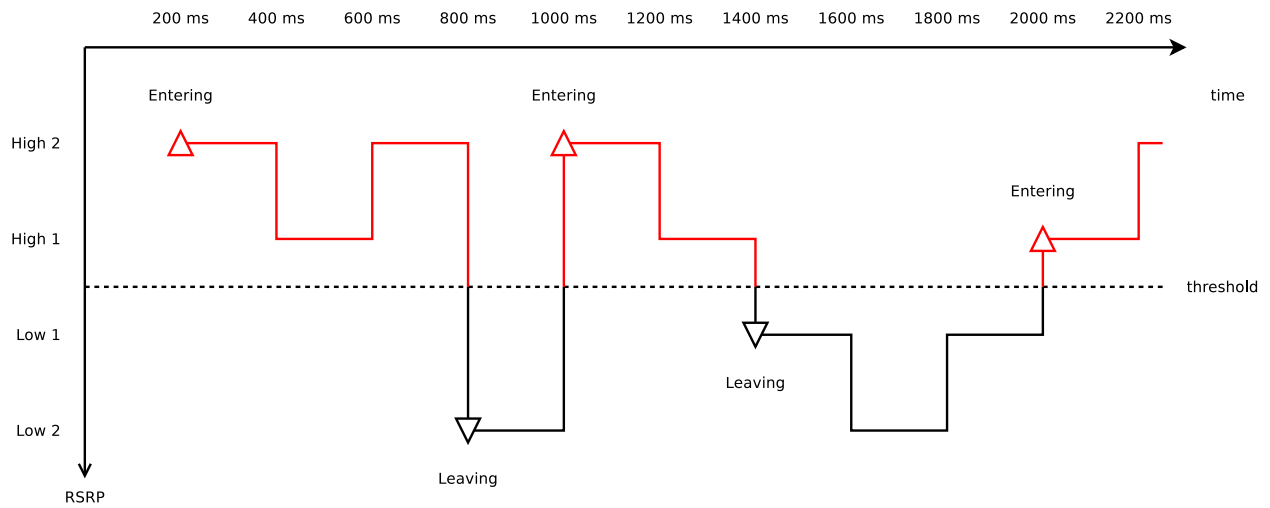 200 ms 400 ms 600 ms 800 ms 1000 ms 1200 ms 1400 ms 1600 ms 1800 ms 2000 ms 2200 ms
Entering Entering time
High 2
Entering
High 1
threshold
Low 1
Leaving
Low 2
Leaving
RSRP